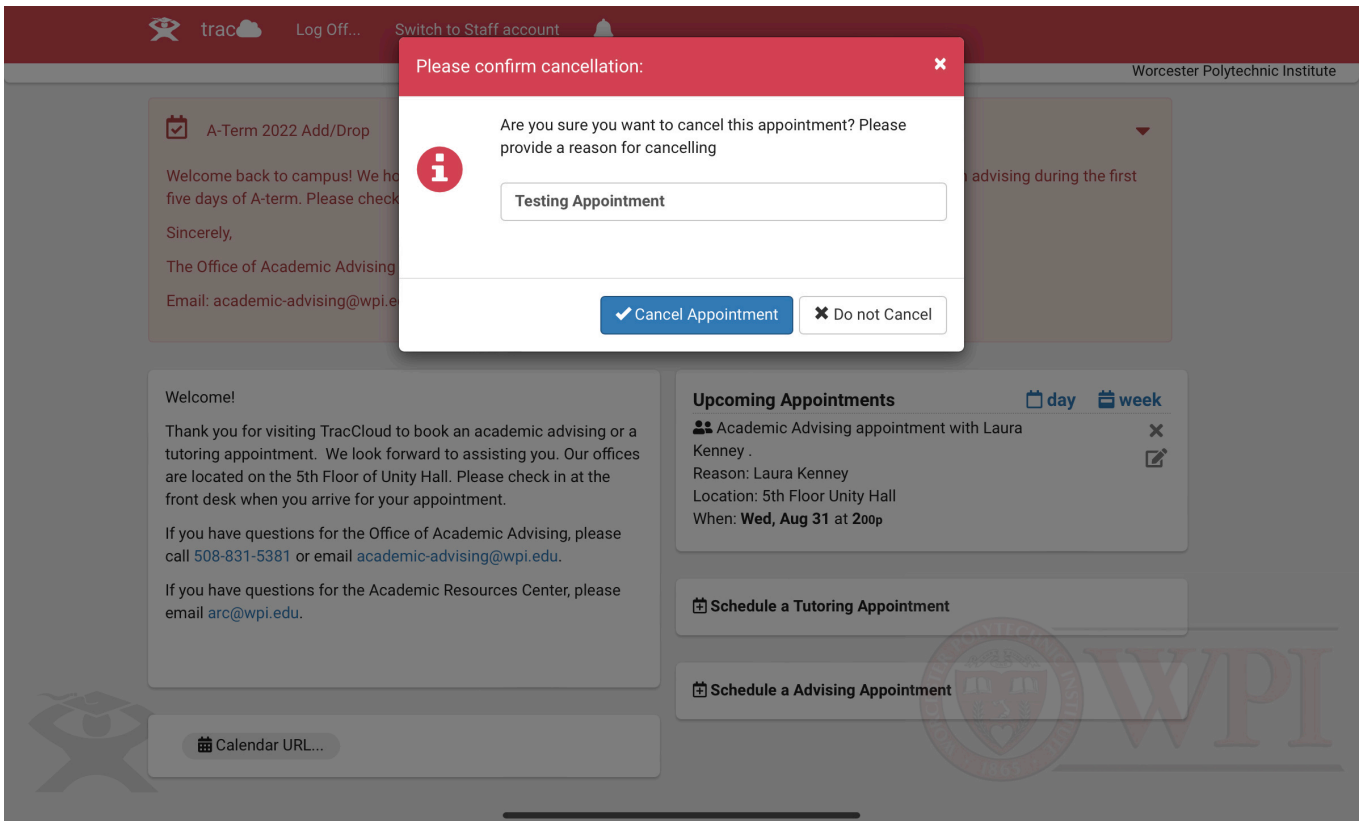 trac
Log Off...
Switch to Staff account
Worcester Polytechnic Institute
Please confirm cancellation:
Are you sure you want to cancel this appointment? Please
provide a reason for cancelling
Testing Appointment
Cancel Appointment
Do not Cancel
A-Term 2022 Add/Drop
Welcome back to campus! We
advising during the first
five days of A-term. Please check
Sincerely,
The Office of Academic Advising
Email: academic-advising@wpi.e
Welcome!
Thank you for visiting TracCloud to book an academic advising or a
tutoring appointment. We look forward to assisting you. Our offices
are located on the 5th Floor of Unity Hall. Please check in at the
front desk when you arrive for your appointment.
If you have questions for the Office of Academic Advising, please
call 508-831-5381 or email academic-advising@wpi.edu.
If you have questions for the Academic Resources Center, please
email arc@wpi.edu.
Calendar URL...
Upcoming Appointments
day
week
Academic Advising appointment with Laura
Kenney .
Reason: Laura Kenney
Location: 5th Floor Unity Hall
When: Wed, Aug 31 at 200p
Schedule a Tutoring Appointment
Schedule a Advising Appointment
WPI
1865